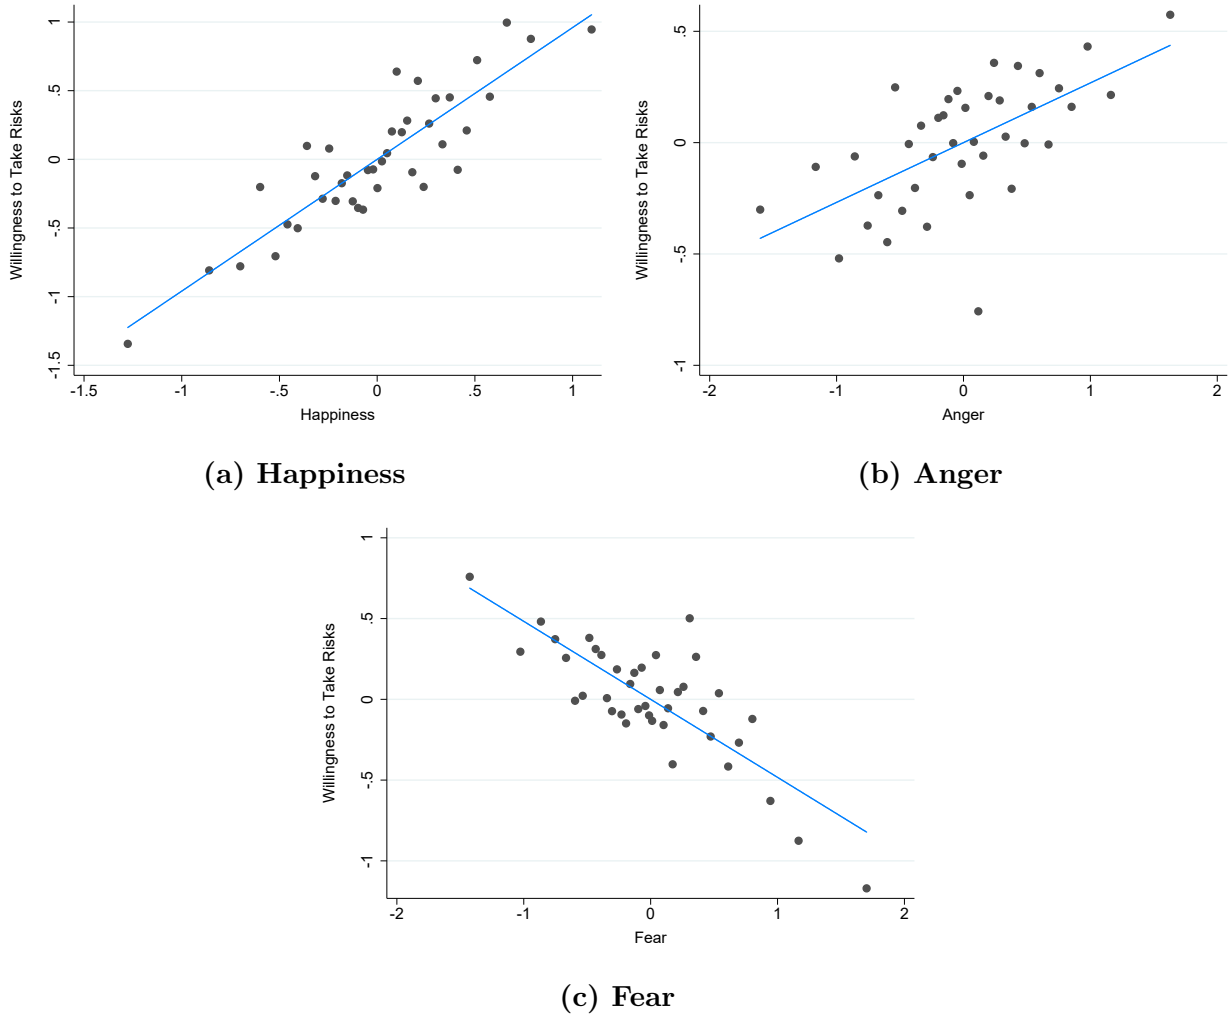 Willingness to Take Risks
1
.5
0
-.5
-1
-1.5
-1.5 -1 -.5 0 .5 1
Happiness
(a) Happiness
Willingness to Take Risks
.5
0
-.5
-1
-2 -1 0 1 2
Anger
(b) Anger
Willingness to Take Risks
1
.5
0
-.5
-1
-2 -1 0 1 2
Fear
(c) Fear